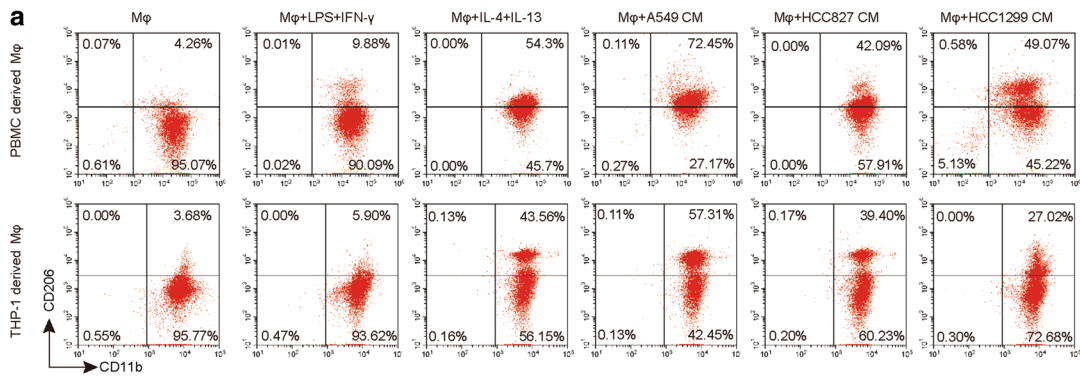 a
Mφ
Mφ+LPS+IFN-γ
Mφ+IL-4+IL-13
Mφ+A549 CM
Mφ+HCC827 CM
Mφ+HCC1299 CM
PBMC derived Mφ
0.07% 4.26%
0.61% 95.07%
0.01% 9.88%
0.02% 90.09%
0.00% 54.3%
0.00% 45.7%
0.11% 72.45%
0.27% 27.17%
0.00% 42.09%
0.00% 57.91%
0.58% 49.07%
5.13% 45.22%
THP-1 derived Mφ
0.00% 3.68%
0.55% 95.77%
0.00% 5.90%
0.47% 93.62%
0.13% 43.56%
0.16% 56.15%
0.11% 57.31%
0.13% 42.45%
0.17% 39.40%
0.20% 60.23%
0.00% 27.02%
0.30% 72.68%
CD206
CD11b